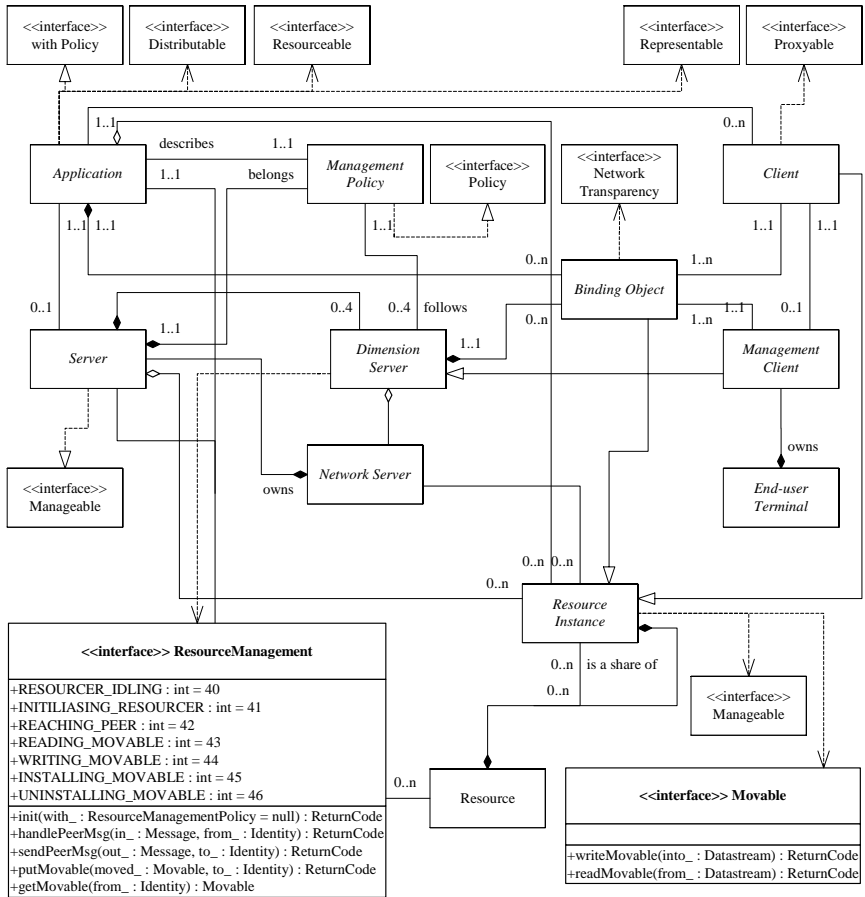 <<interface>>
with Policy
<<interface>>
Distributable
<<interface>>
Resourceable
<<interface>>
Representable
<<interface>>
Proxyable
1..1
0..n
describes
1..1
Application
1..1
belongs
Management
Policy
<<interface>>
Policy
<<interface>>
Network
Transparency
Client
1..1
1..1
1..1
1..1
1..1
0..n
1..n
Binding Object
0..1
1..1
0..4
0..4
follows
0..n
1..1
1..n
0..1
Server
Dimension
Server
1..1
Management
Client
<<interface>>
Manageable
owns
Network Server
owns
End-user
Terminal
0..n
0..n
0..n
Resource
Instance
<<interface>> ResourceManagement
+RESOURCER_IDLING : int = 40
+INITILIASING_RESOURCER : int = 41
+REACHING_PEER : int = 42
+READING_MOVABLE : int = 43
+WRITING_MOVABLE : int = 44
+INSTALLING_MOVABLE : int = 45
+UNINSTALLING_MOVABLE : int = 46
+init(with_ : ResourceManagementPolicy = null) : ReturnCode
+handlePeerMsg(in_ : Message, from_ : Identity) : ReturnCode
+sendPeerMsg(out_ : Message, to_ : Identity) : ReturnCode
+putMovable(moved_ : Movable, to_ : Identity) : ReturnCode
+getMovable(from_ : Identity) : Movable
0..n
is a share of
0..n
<<interface>>
Manageable
0..n
Resource
<<interface>> Movable
+writeMovable(into_ : Datastream) : ReturnCode
+readMovable(from_ : Datastream) : ReturnCode